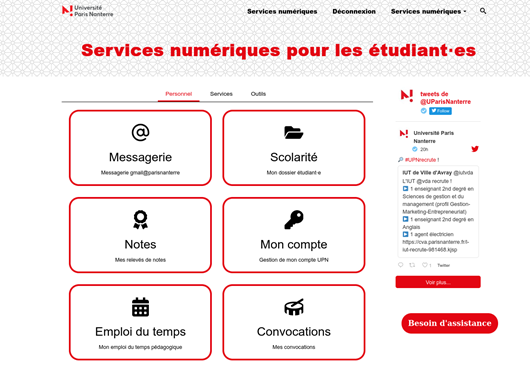 Université
Paris Nanterre
Services numériques
Déconnexion
Services numériques
Services numériques pour les étudiant·es
Personnel
Services
Outils
Messagerie
Messagerie gmail@parisnanterre
Scolarité
Mon dossier étudiant·e
Notes
Mes relevés de notes
Mon compte
Gestion de mon compte UPN
Emploi du temps
Mon emploi du temps pédagogique
Convocations
Mes convocations
tweets de
@UParisNanterre
Follow
Université Paris
Nanterre
20h
#UPNrecrute !
IUT de Ville d'Avray @iutvda
L'IUT @vda recrute !
1 enseignant 2nd degré en
Sciences de gestion et du
management (profil Gestion-
Marketing-Entrepreneuriat)
1 enseignant 2nd degré en
Anglais
1 agent électricien
https://cva.parisnanterre.fr/l-
iut-recrute-981468.kjsp
1
Twitter
Voir plus...
Besoin d'assistance